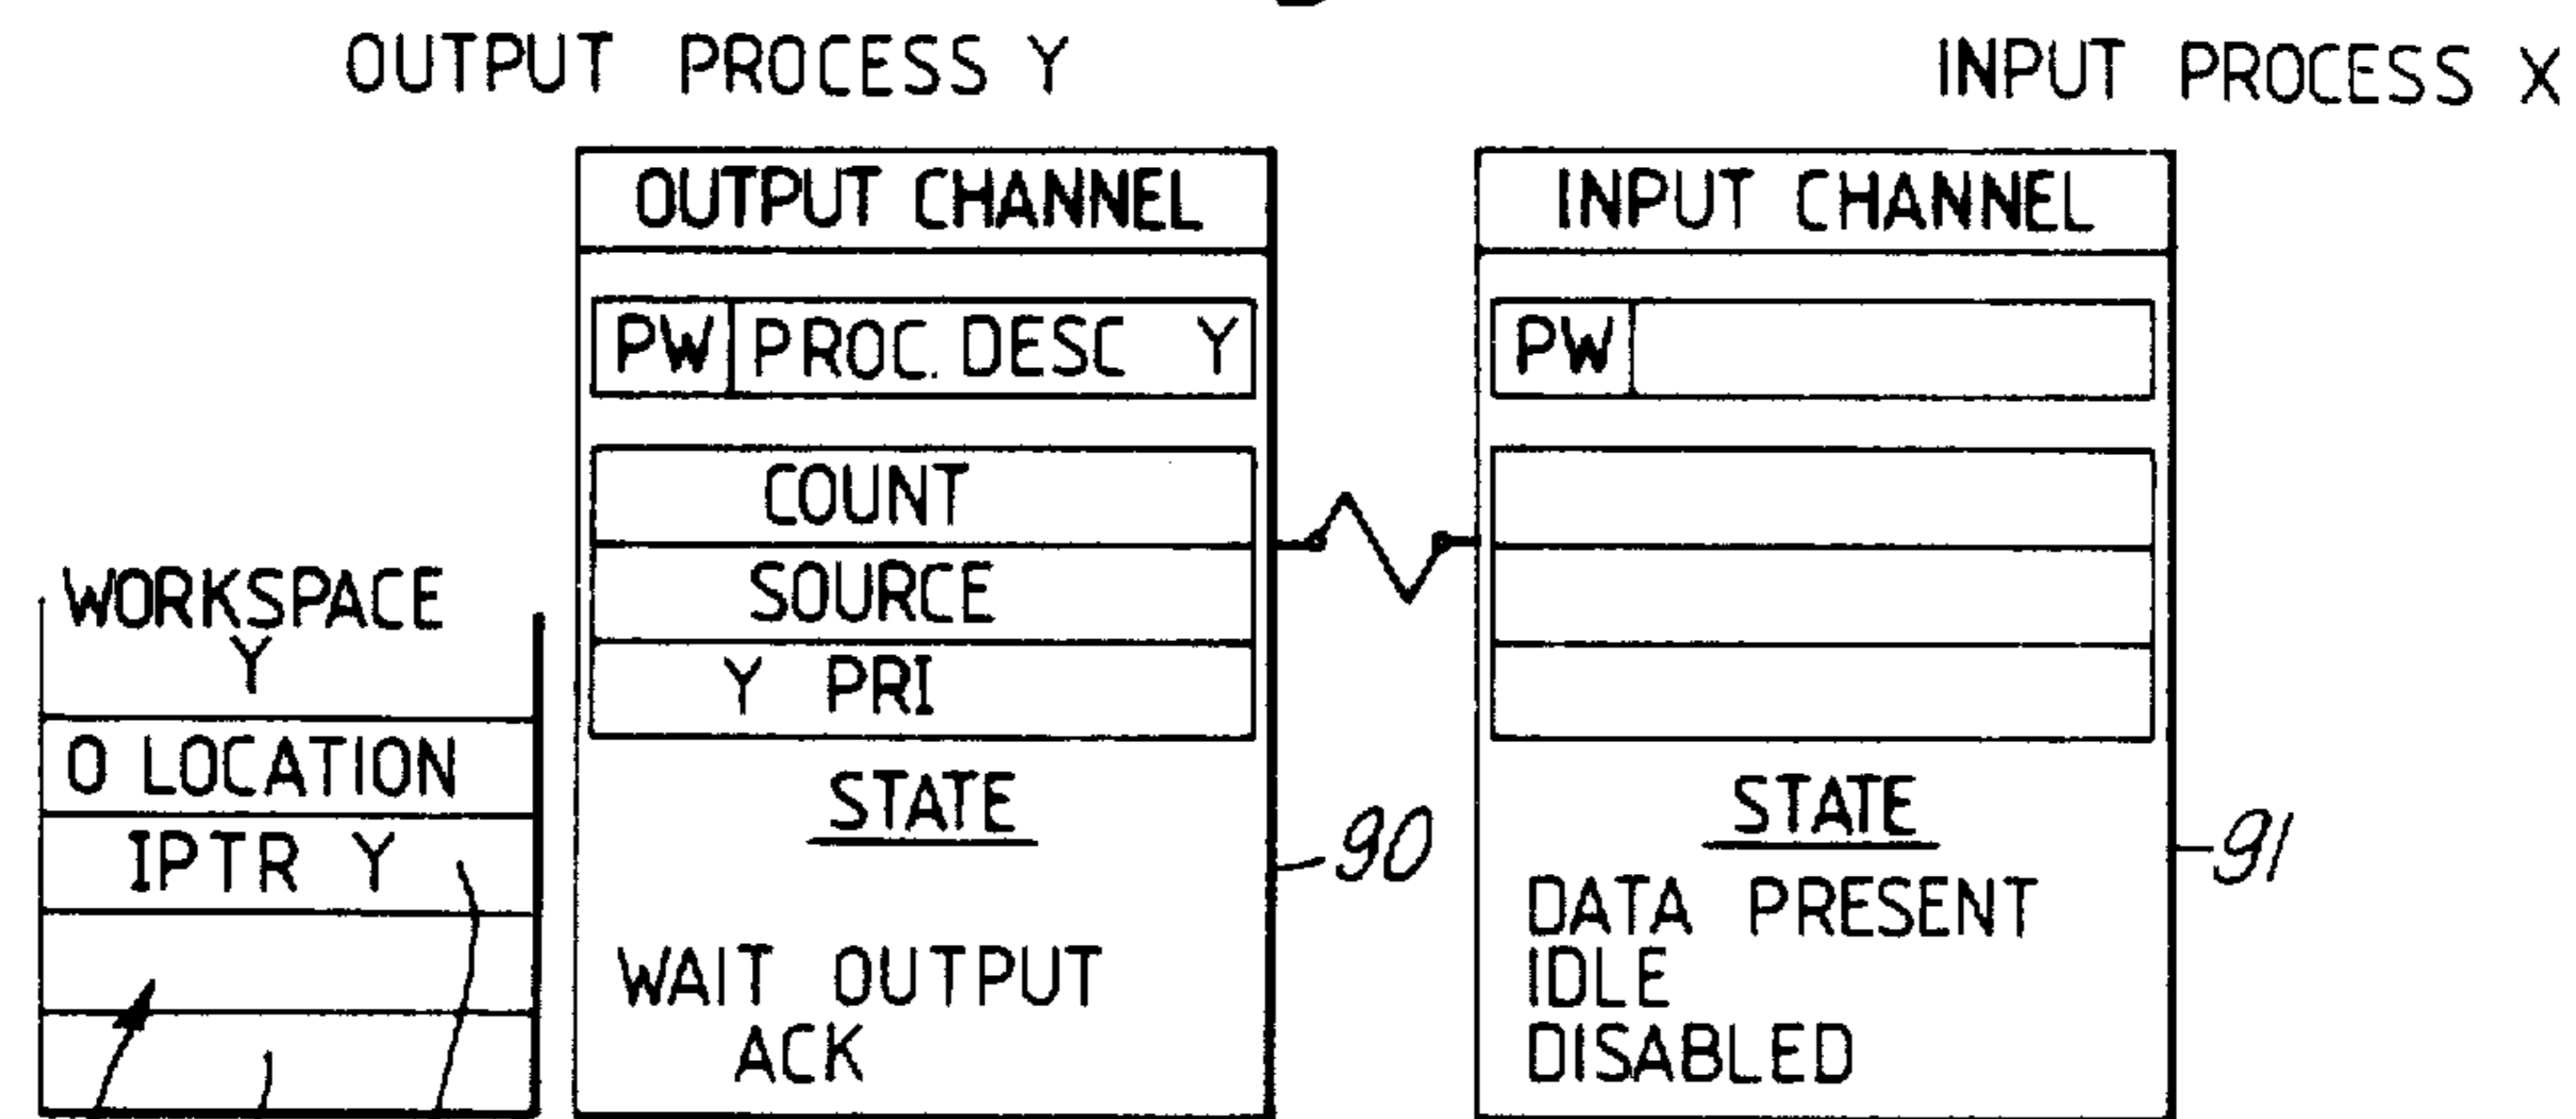 OUTPUT PROCESS Y
INPUT PROCESS X
OUTPUT CHANNEL
PW PROC. DESC Y
COUNT
SOURCE
Y PRI
STATE
WAIT OUTPUT
ACK
90
INPUT CHANNEL
PW
STATE
DATA PRESENT
IDLE
DISABLED
91
WORKSPACE
Y
0 LOCATION
IPTR Y